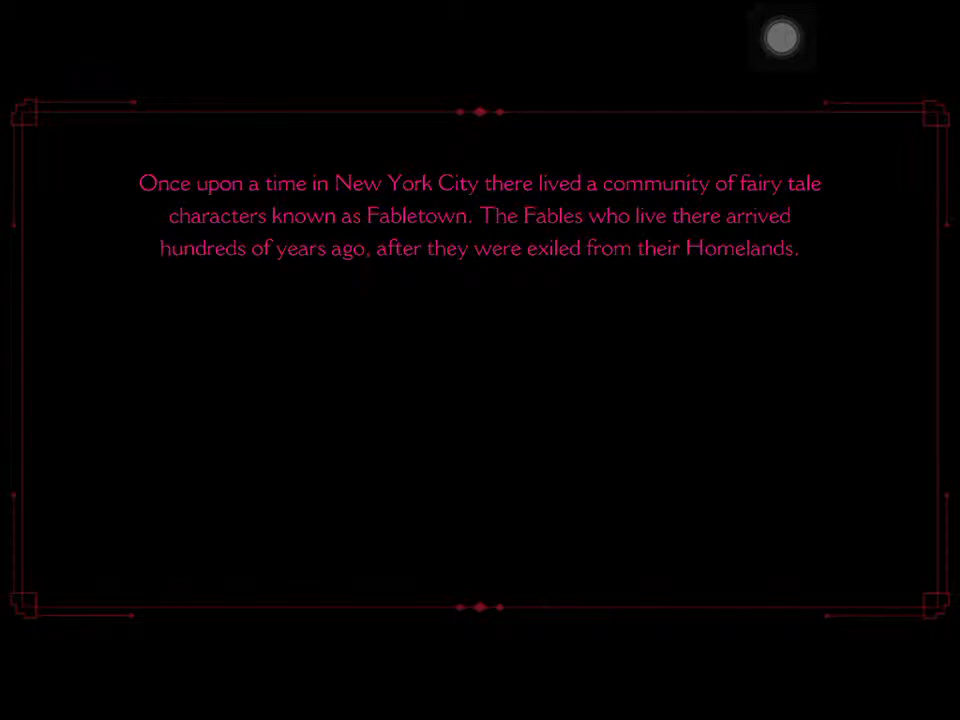 Once upon a time in New York City there lived a community of fairy tale
characters known as Fabletown. The Fables who live there arrived
hundreds of years ago, after they were exiled from their Homelands.